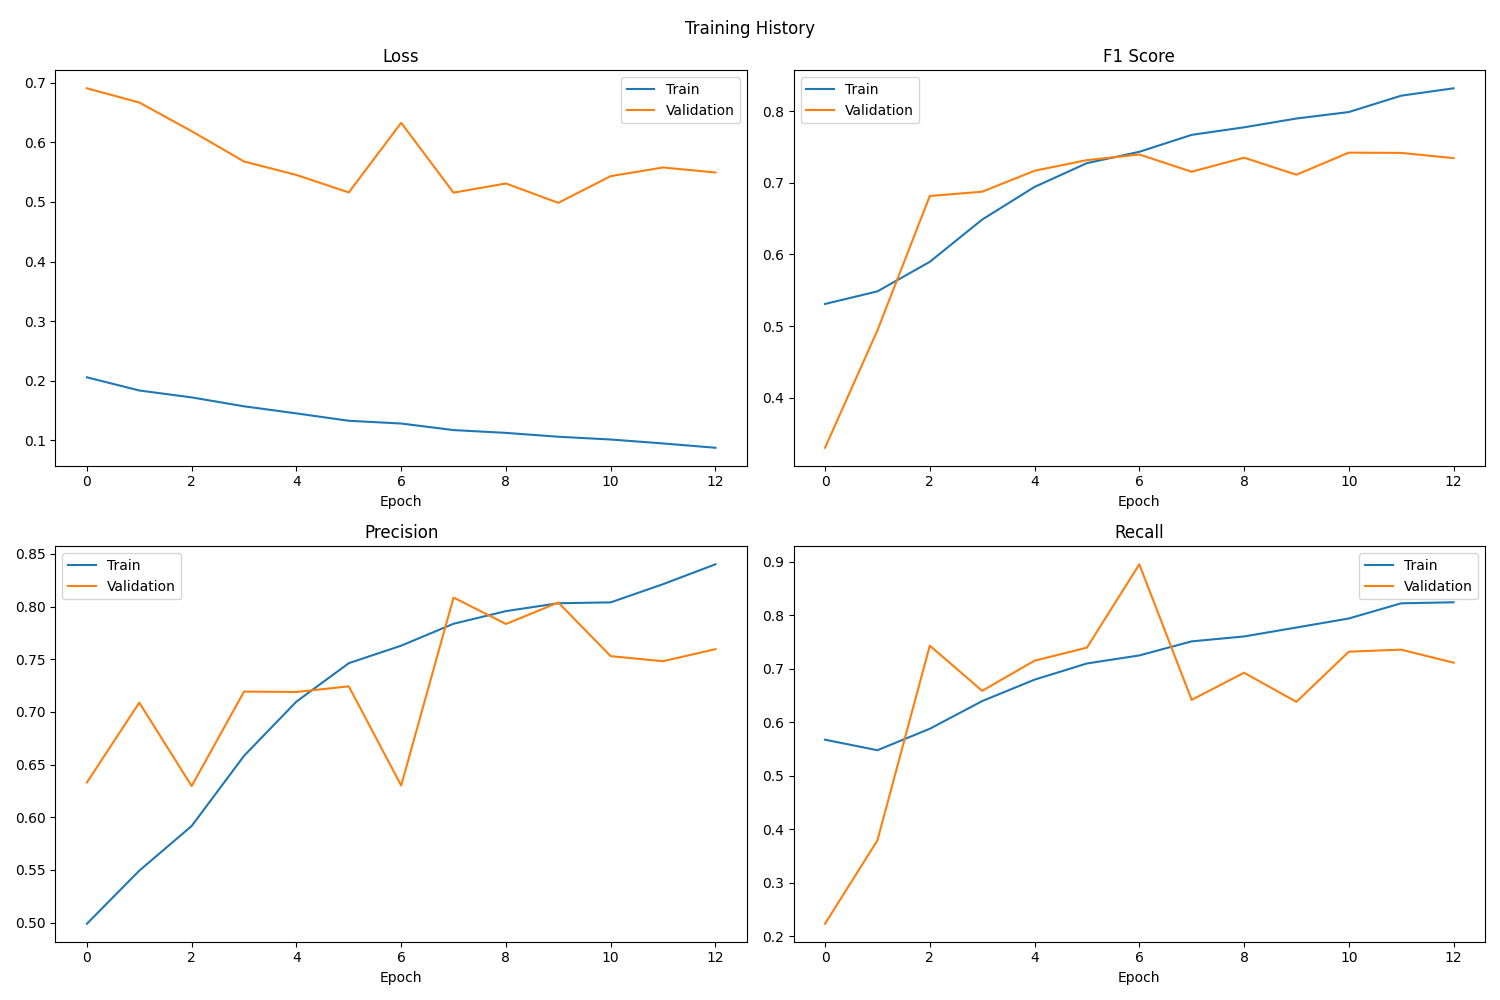 Training History
Loss
0.7
0.6
0.5
0.4
0.3
0.2
0.1
Train
Validation
0 2 4 6 8 10 12
Epoch
F1 Score
0.8
0.7
0.6
0.5
0.4
Train
Validation
0 2 4 6 8 10 12
Epoch
Precision
0.85
0.80
0.75
0.70
0.65
0.60
0.55
0.50
Train
Validation
0 2 4 6 8 10 12
Epoch
Recall
0.9
0.8
0.7
0.6
0.5
0.4
0.3
0.2
Train
Validation
0 2 4 6 8 10 12
Epoch